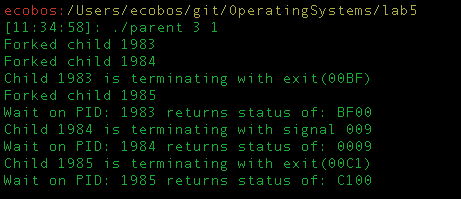 ecobos:/Users/ecobos/git/OperatingSystems/lab5
[11:34:58]: ./parent 3 1
Forked child 1983
Forked child 1984
Child 1983 is terminating with exit(00BF)
Forked child 1985
Wait on PID: 1983 returns status of: BF00
Child 1984 is terminating with signal 009
Wait on PID: 1984 returns status of: 0009
Child 1985 is terminating with exit(00C1)
Wait on PID: 1985 returns status of: C100